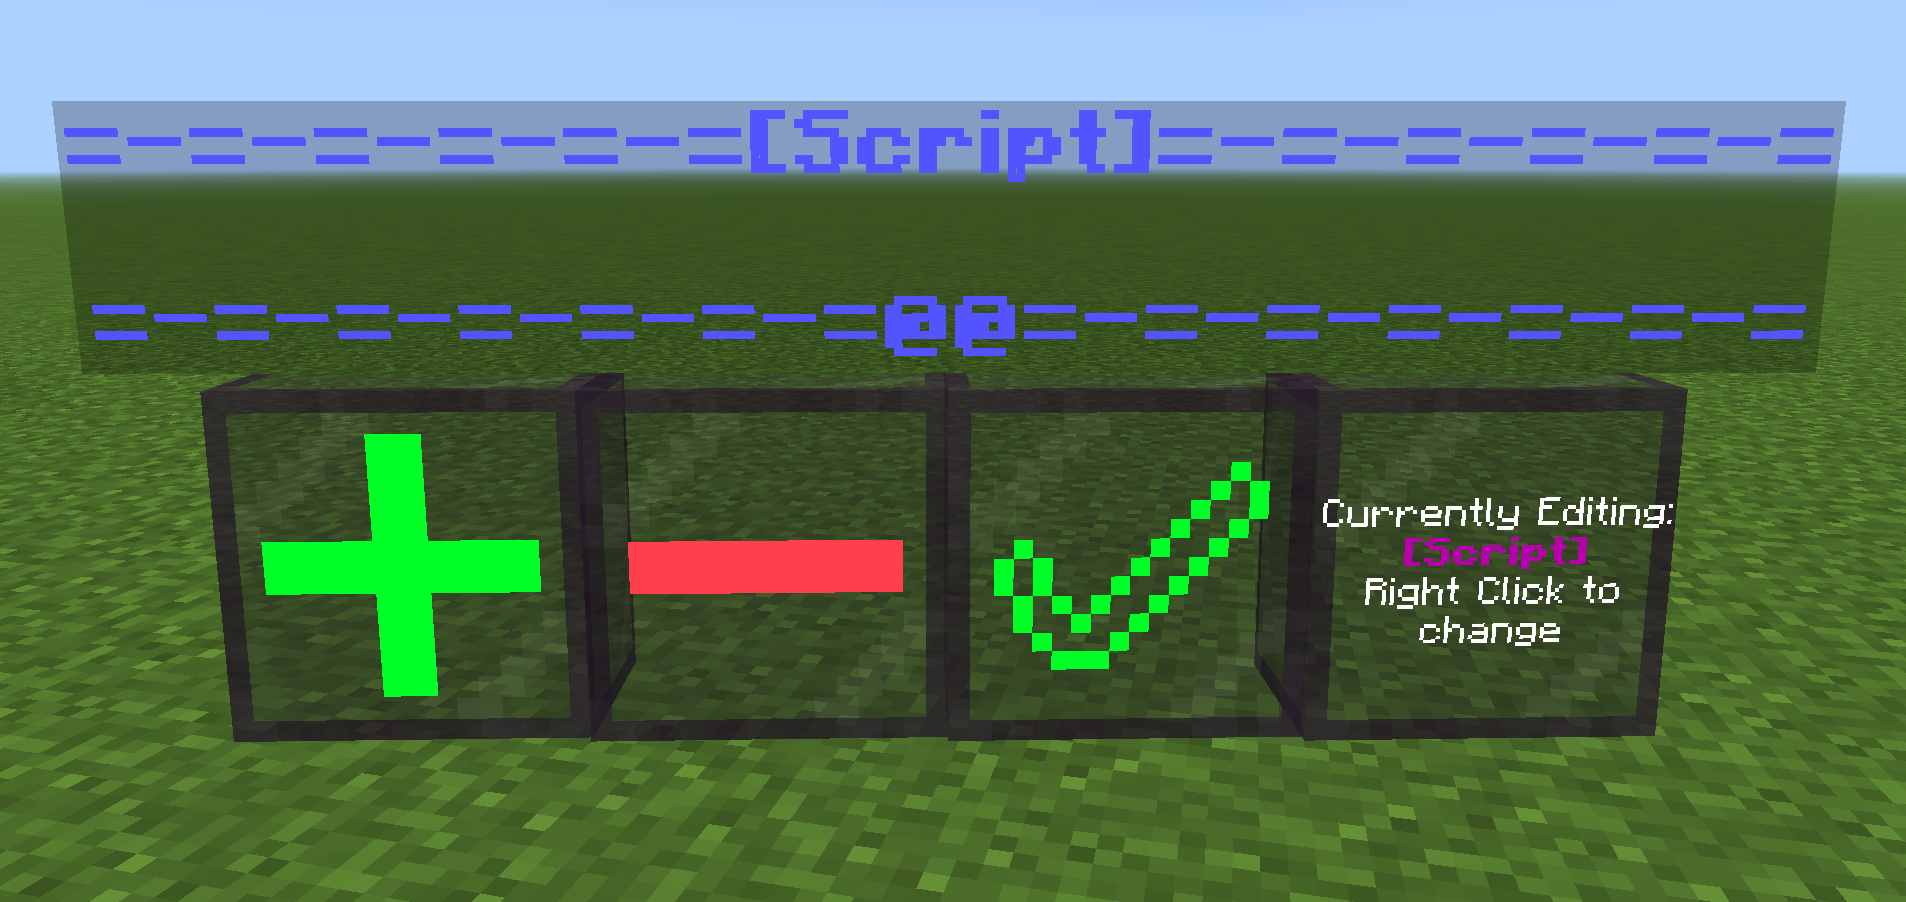 =-=-=-=-=-=[Script]=-=-=-=-=-=
=-=-=-=-=-=-=@@=-=-=-=-=-=-=
Currently Editing:
[Script]
Right Click to
change